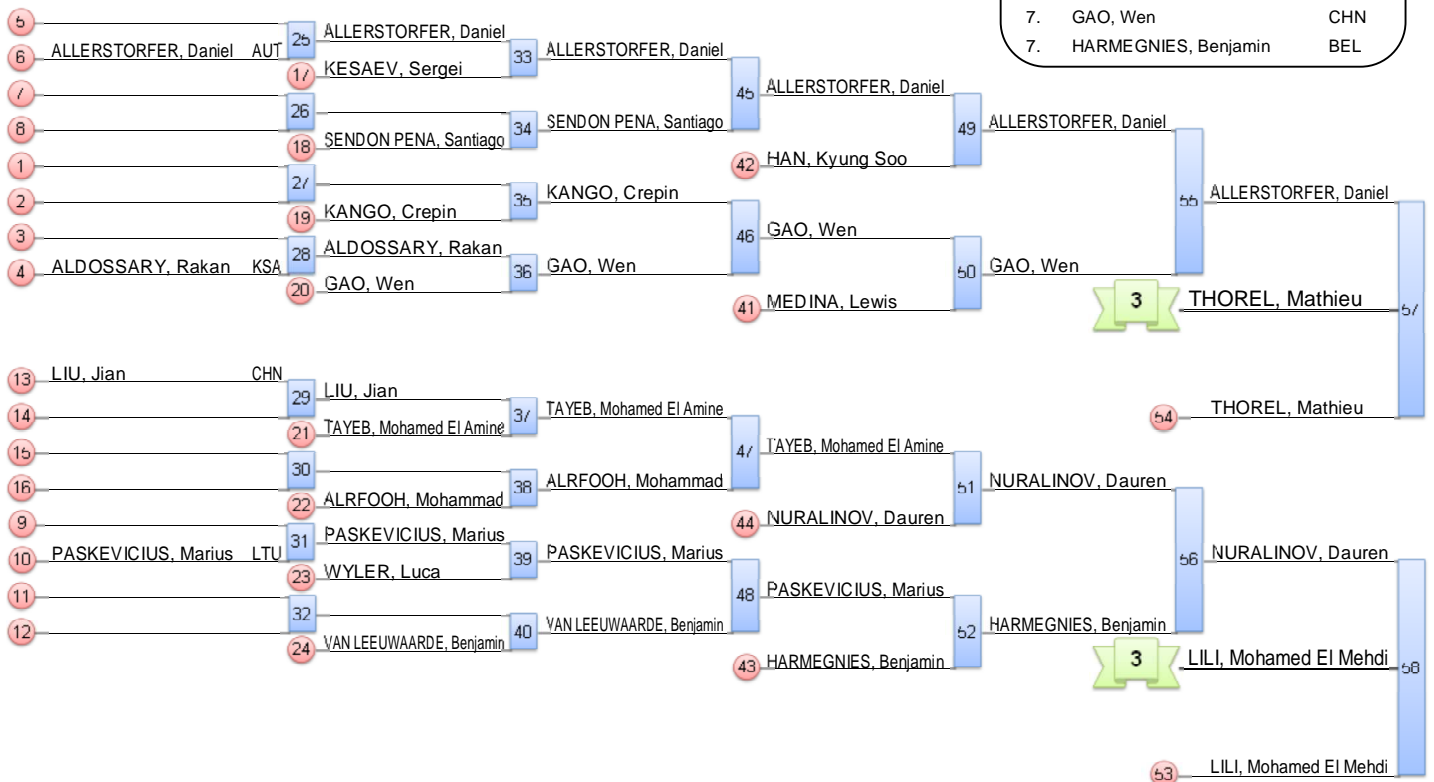 7. GAO, Wen CHN
7. HARMEGNIES, Benjamin BEL
5
6 ALLERSTORFER, Daniel AUT
25 ALLERSTORFER, Daniel
17 KESAEV, Sergei
33 ALLERSTORFER, Daniel
7
8
26
18 SENDON PENA, Santiago
34 SENDON PENA, Santiago
45 ALLERSTORFER, Daniel
42 HAN, Kyung Soo
49 ALLERSTORFER, Daniel
1
2
27
19 KANGO, Crepin
35 KANGO, Crepin
3
4 ALDOSSARY, Rakan KSA
28 ALDOSSARY, Rakan
20 GAO, Wen
36 GAO, Wen
46 GAO, Wen
41 MEDINA, Lewis
50 GAO, Wen
55 ALLERSTORFER, Daniel
3 THOREL, Mathieu
57
54 THOREL, Mathieu
13 LIU, Jian CHN
14
29 LIU, Jian
21 TAYEB, Mohamed El Amine
37 TAYEB, Mohamed El Amine
15
16
30
22 ALRFOOH, Mohammad
38 ALRFOOH, Mohammad
47 TAYEB, Mohamed El Amine
44 NURALINOV, Dauren
51 NURALINOV, Dauren
9
10 PASKEVICIUS, Marius LTU
31 PASKEVICIUS, Marius
23 WYLER, Luca
39 PASKEVICIUS, Marius
11
12
32
24 VAN LEEUWAARDE, Benjamin
40 VAN LEEUWAARDE, Benjamin
48 PASKEVICIUS, Marius
43 HARMEGNIES, Benjamin
52 HARMEGNIES, Benjamin
56 NURALINOV, Dauren
3 LILI, Mohamed El Mehdi
58
53 LILI, Mohamed El Mehdi